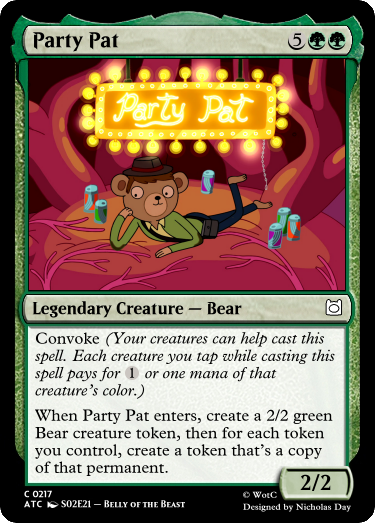 Party Pat 5
Party Pat
Legendary Creature — Bear
Convoke (Your creatures can help cast this
spell. Each creature you tap while casting this
spell pays for 1 or one mana of that
creature's color.)
When Party Pat enters, create a 2/2 green
Bear creature token, then for each token
you control, create a token that's a copy
of that permanent.
2/2
C 0217
ATC S02E21 – Belly of the Beast
© WotC
Designed by Nicholas Day